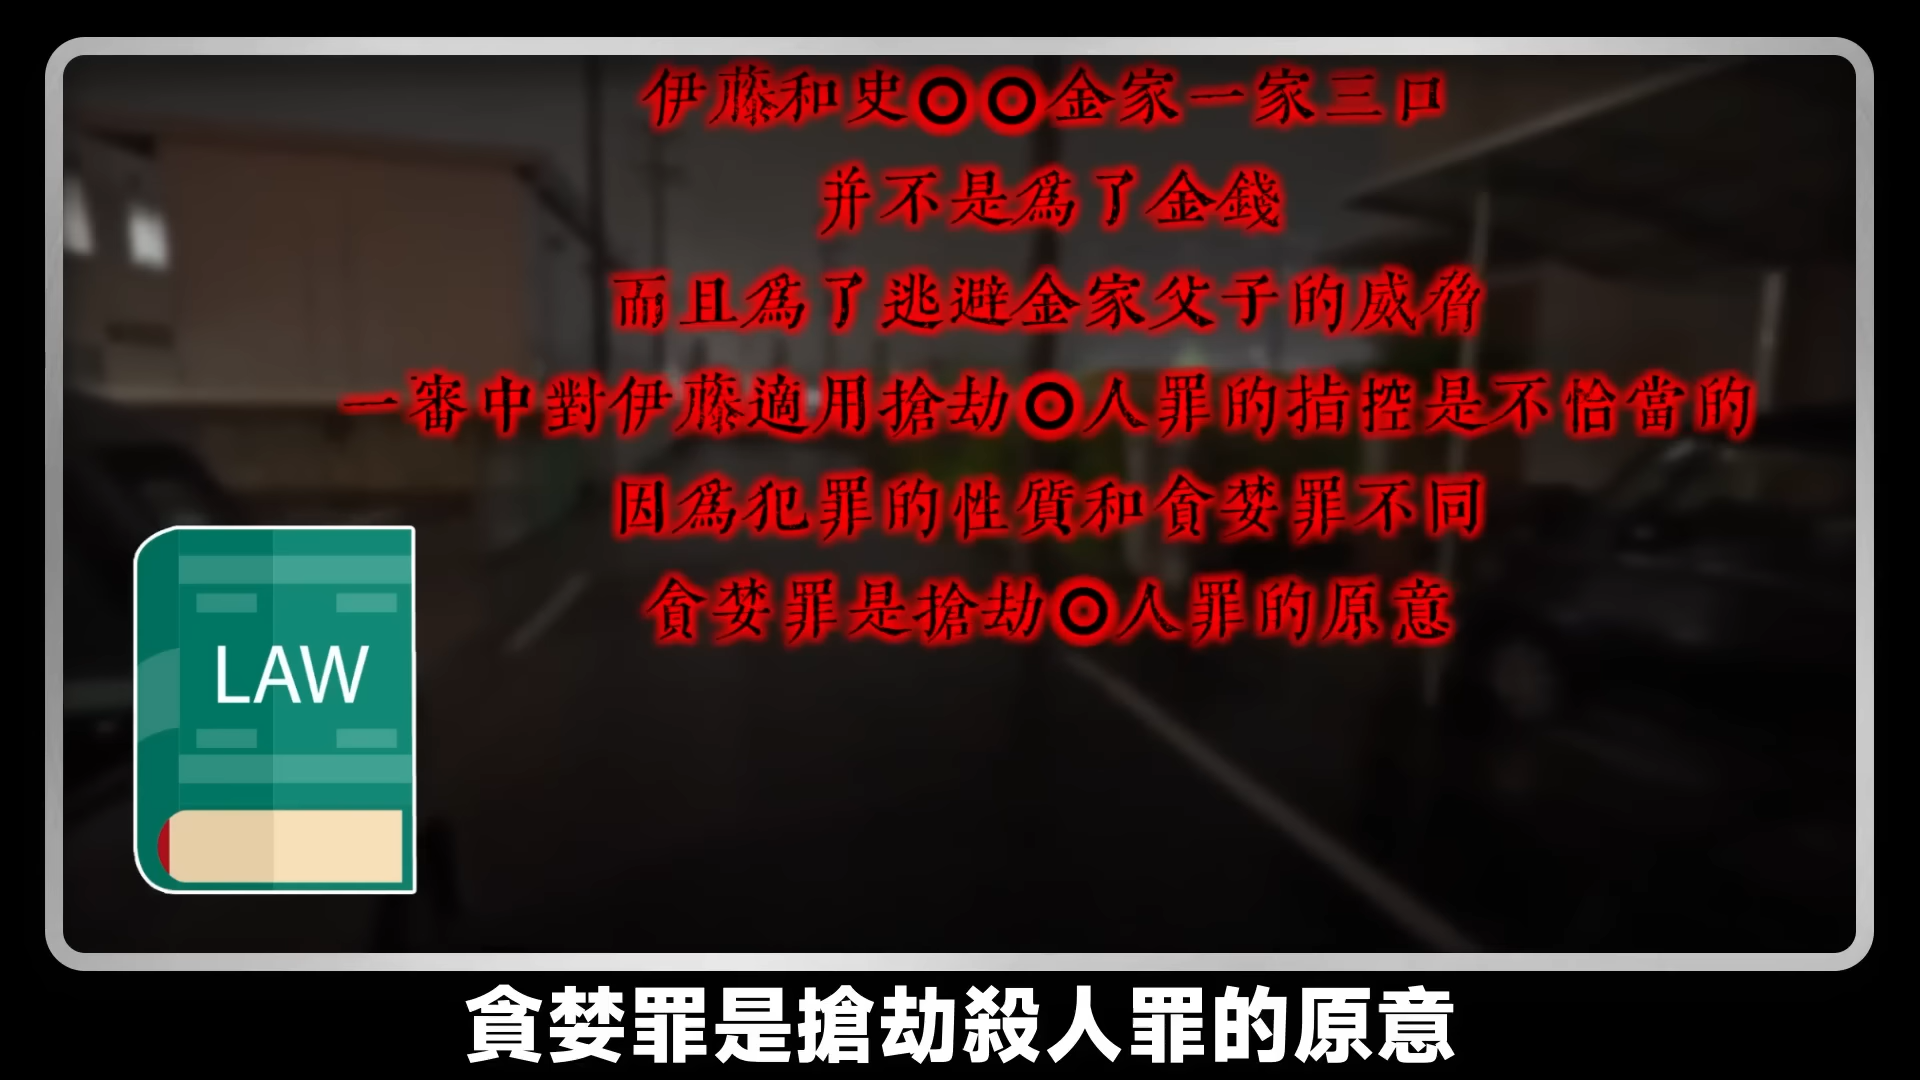 伊藤和史〇〇金家一家三口
并不是為了金錢
而且為了逃避金家父子的威脅
一審中對伊藤適用搶劫〇人罪的指控是不恰當的
因為犯罪的性質和貪婪罪不同
貪婪罪是搶劫〇人罪的原意
LAW
貪婪罪是搶劫殺人罪的原意